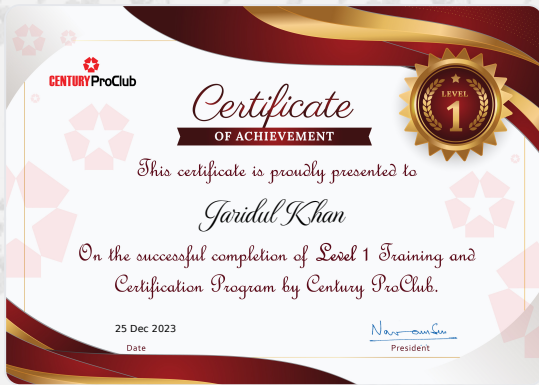 CENTURY ProClub
LEVEL
1
Certificate
OF ACHIEVEMENT
This certificate is proudly presented to
Jaridul Khan
On the successful completion of Level 1 Training and
Certification Program by Century ProClub.
25 Dec 2023
Date
President